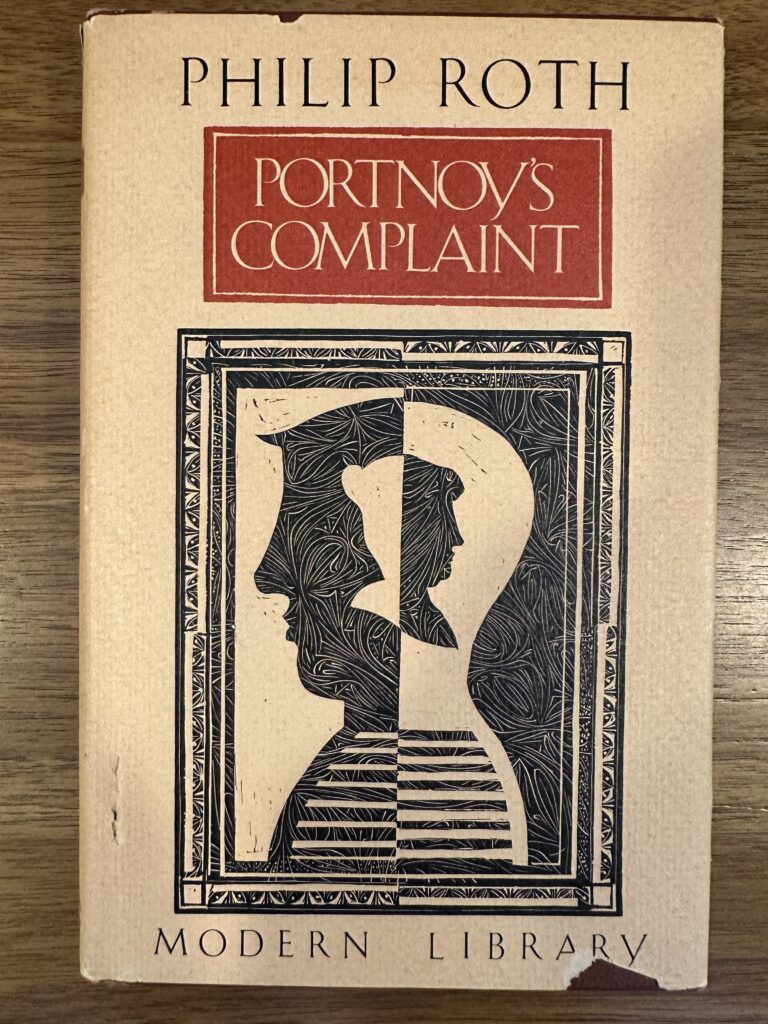 PHILIP ROTH
PORTNOY'S
COMPLAINT
MODERN LIBRARY